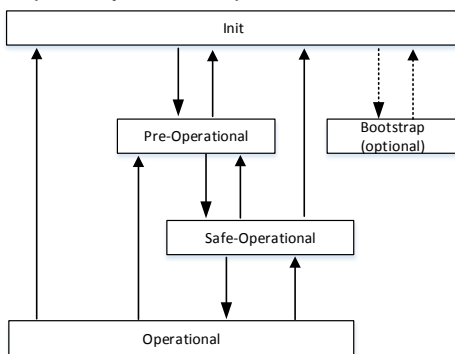 Init
Pre-Operational
Bootstrap
(optional)
Safe-Operational
Operational